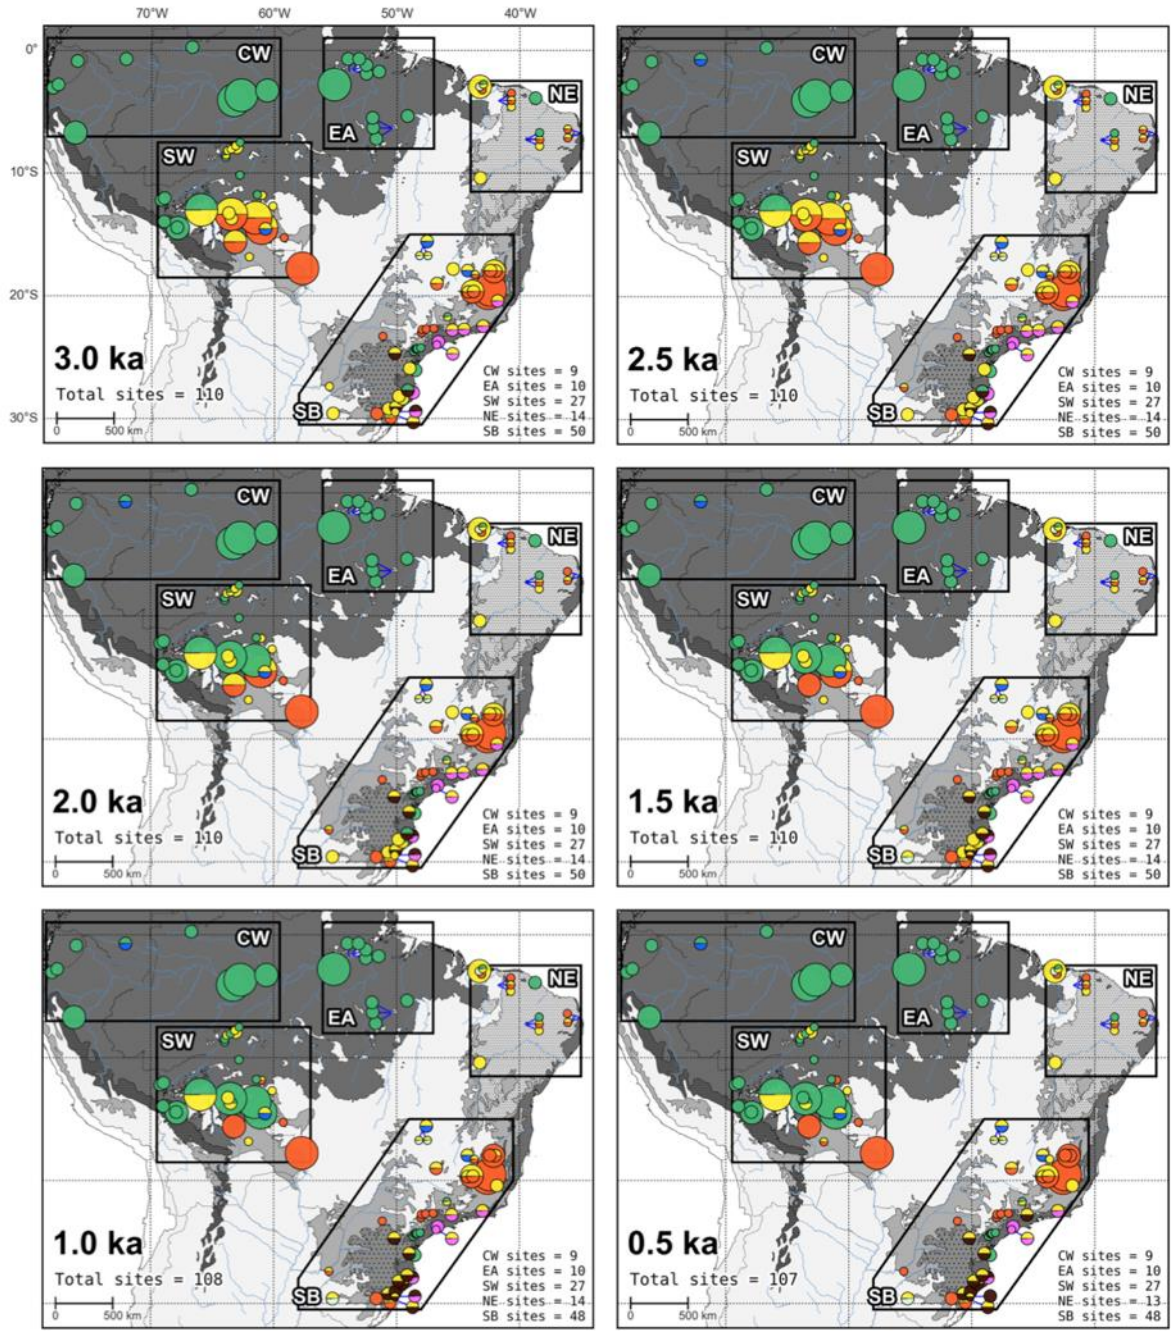 70°W 60°W 50°W 40°W
0°
10°S
20°S
30°S
CW
EA
NE
SW
SB
3.0 ka
Total sites = 110
0 500 km
CW sites = 9
EA sites = 10
SW sites = 27
NE sites = 14
SB sites = 50
CW
EA
NE
SW
SB
2.5 ka
Total sites = 110
0 500 km
CW sites = 9
EA sites = 10
SW sites = 27
NE sites = 14
SB sites = 50
CW
EA
NE
SW
SB
2.0 ka
Total sites = 110
0 500 km
CW sites = 9
EA sites = 10
SW sites = 27
NE sites = 14
SB sites = 50
CW
EA
NE
SW
SB
1.5 ka
Total sites = 110
0 500 km
CW sites = 9
EA sites = 10
SW sites = 27
NE sites = 14
SB sites = 50
CW
EA
NE
SW
SB
1.0 ka
Total sites = 108
0 500 km
CW sites = 9
EA sites = 10
SW sites = 27
NE sites = 14
SB sites = 48
CW
EA
NE
SW
SB
0.5 ka
Total sites = 107
0 500 km
CW sites = 9
EA sites = 10
SW sites = 27
NE sites = 13
SB sites = 48